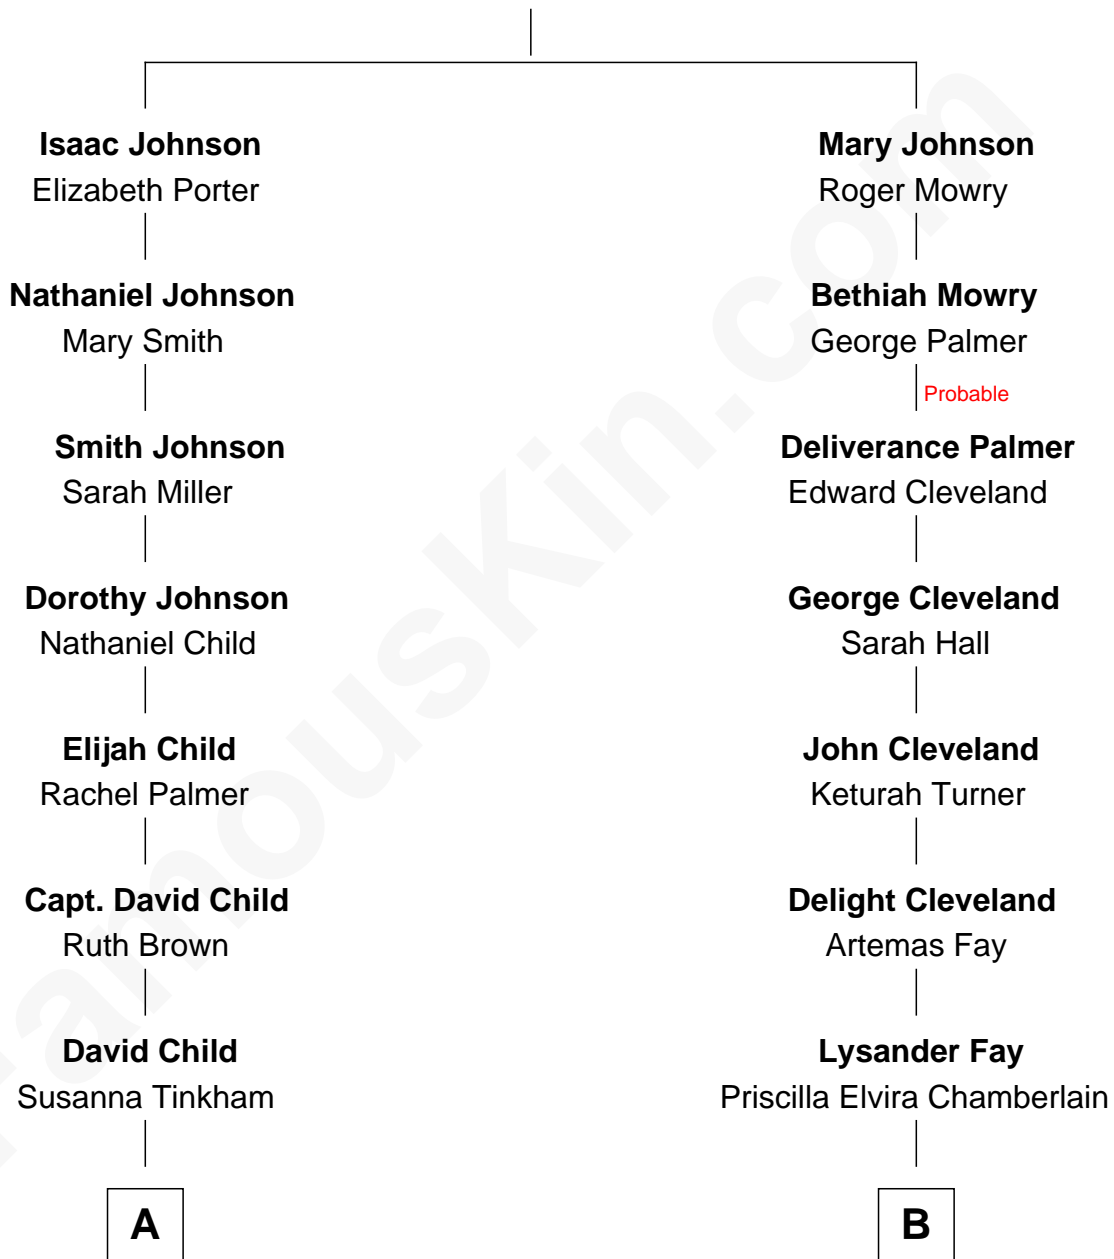 Isaac Johnson
Elizabeth Porter
Nathaniel Johnson
Mary Smith
Smith Johnson
Sarah Miller
Dorothy Johnson
Nathaniel Child
Elijah Child
Rachel Palmer
Capt. David Child
Ruth Brown
David Child
Susanna Tinkham
A
Mary Johnson
Roger Mowry
Bethiah Mowry
George Palmer
Probable
Deliverance Palmer
Edward Cleveland
George Cleveland
Sarah Hall
John Cleveland
Keturah Turner
Delight Cleveland
Artemas Fay
Lysander Fay
Priscilla Elvira Chamberlain
B
FamousKin.com